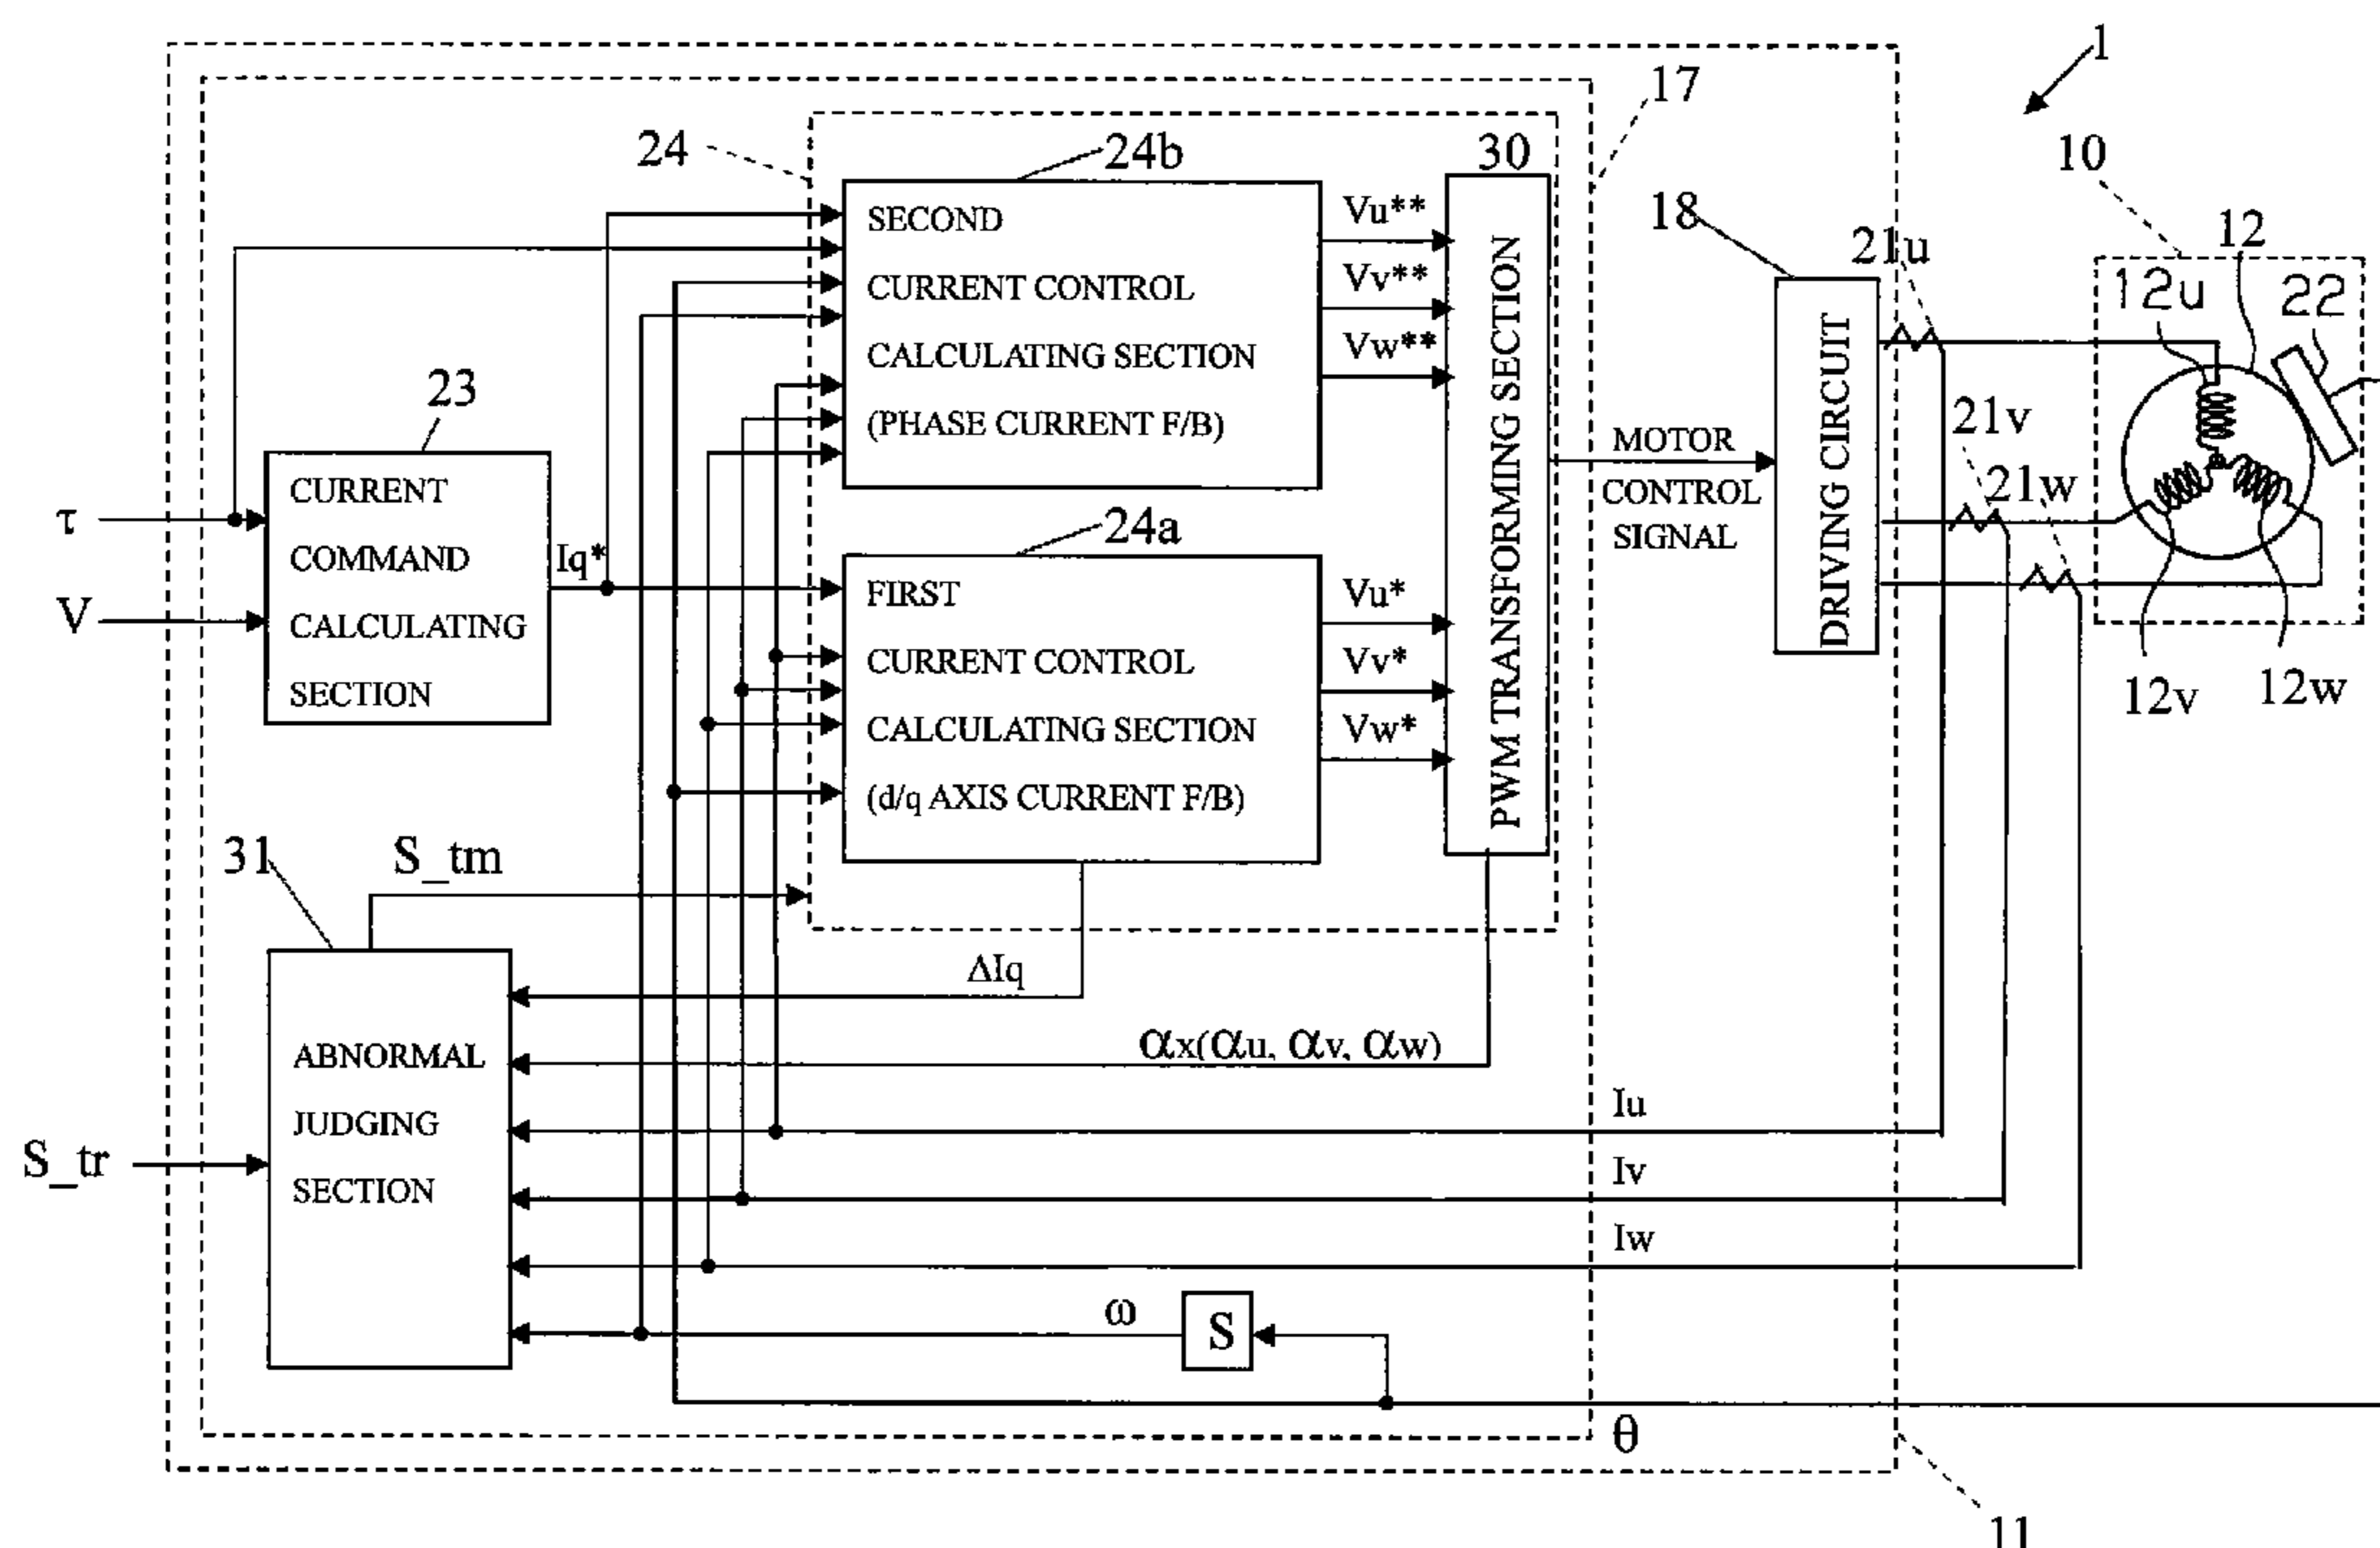 1
17
10
24
24b
30
18
21u
12
12u
22
SECOND
CURRENT CONTROL
CALCULATING SECTION
(PHASE CURRENT F/B)
Vu**
Vv**
Vw**
PWM TRANSFORMING SECTION
DRIVING CIRCUIT
23
CURRENT
COMMAND
CALCULATING
SECTION
τ
V
Iq*
21v
21w
MOTOR
CONTROL
SIGNAL
24a
FIRST
CURRENT CONTROL
CALCULATING SECTION
(d/q AXIS CURRENT F/B)
Vu*
Vv*
Vw*
12v
12w
31
S_tm
ΔIq
αx(αu, αv, αw)
ABNORMAL
JUDGING
SECTION
S_tr
Iu
Iv
Iw
ω
S
θ
11